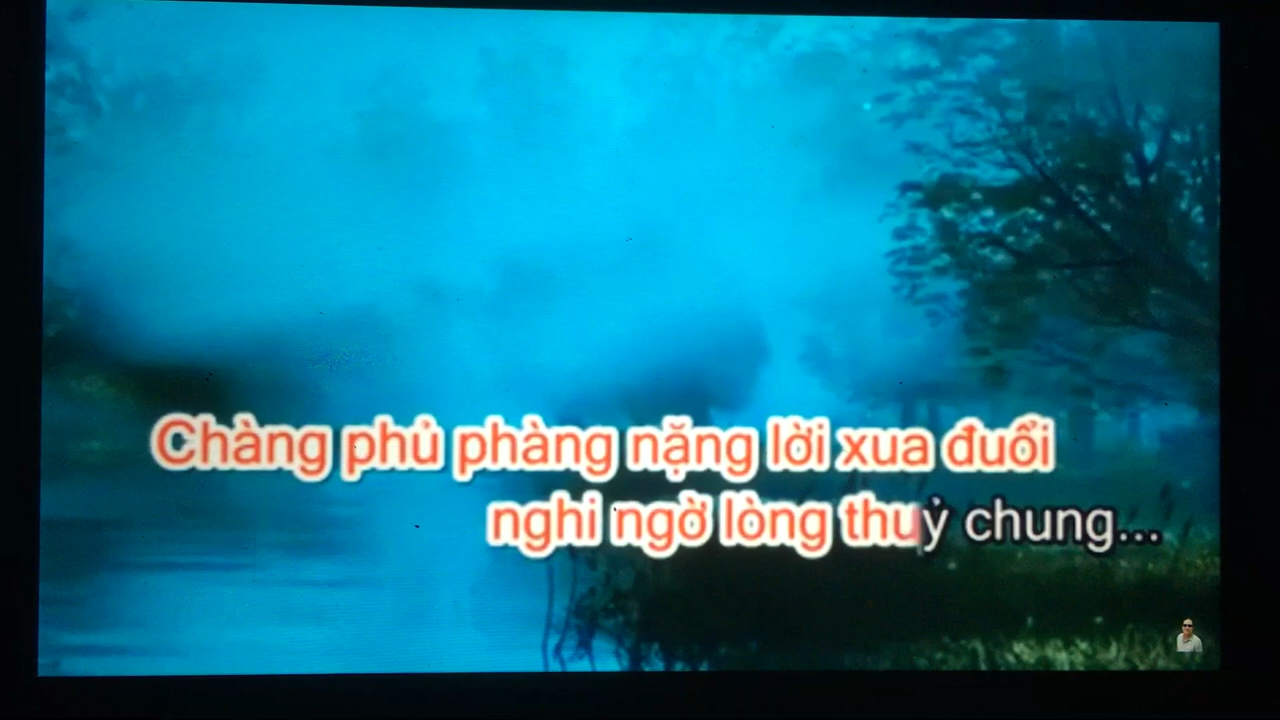 Chàng phủ phàng nặng lời xua đuổi
nghi ngờ lòng thuỷ chung...